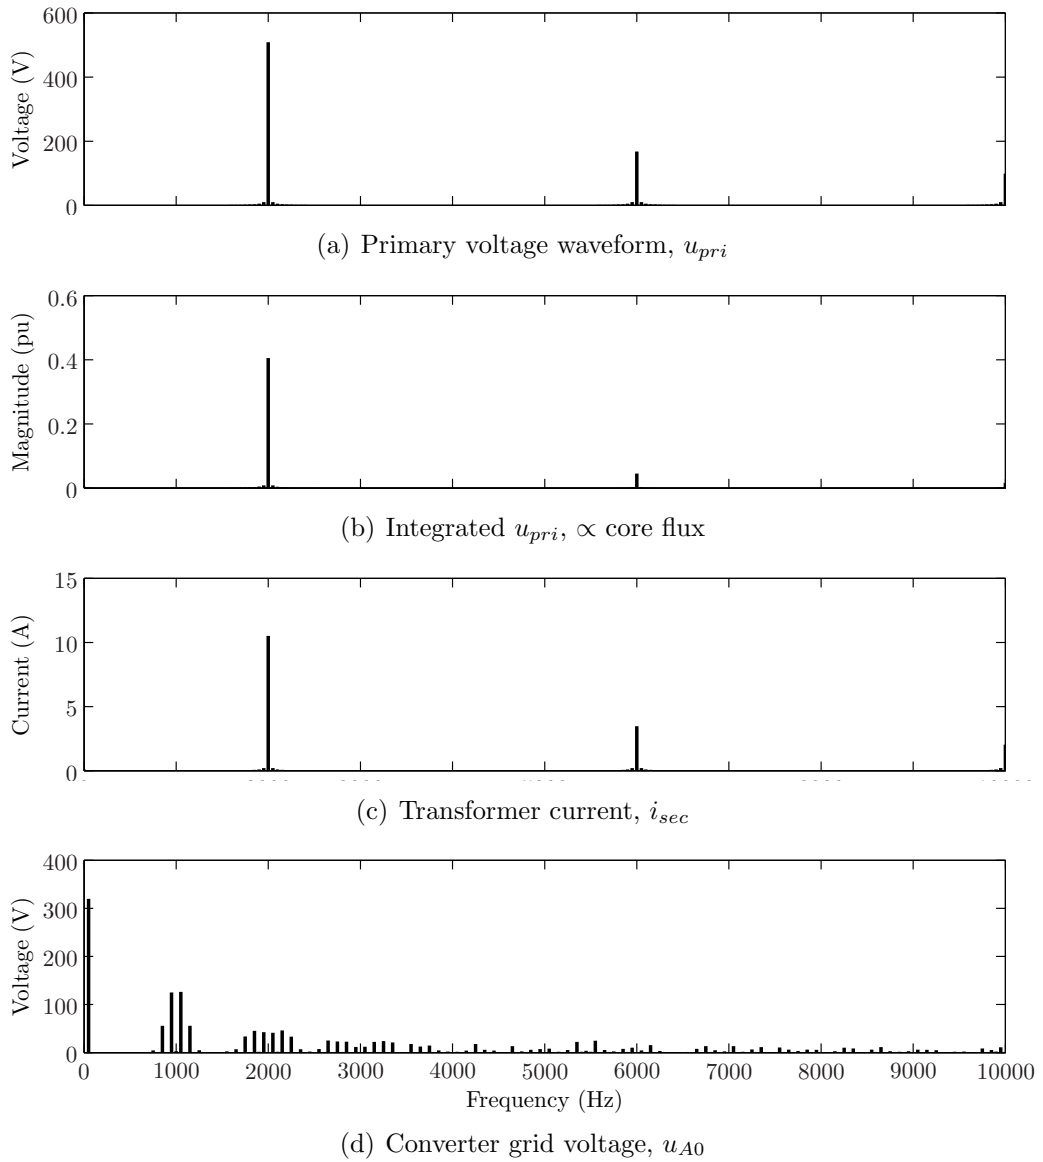 600
400
200
0
Voltage (V)
(a) Primary voltage waveform, u_pri
0.6
0.4
0.2
0
Magnitude (pu)
(b) Integrated u_pri, ∝ core flux
15
10
5
0
Current (A)
(c) Transformer current, i_sec
400
300
200
100
0
Voltage (V)
0 1000 2000 3000 4000 5000 6000 7000 8000 9000 10000
Frequency (Hz)
(d) Converter grid voltage, u_A0